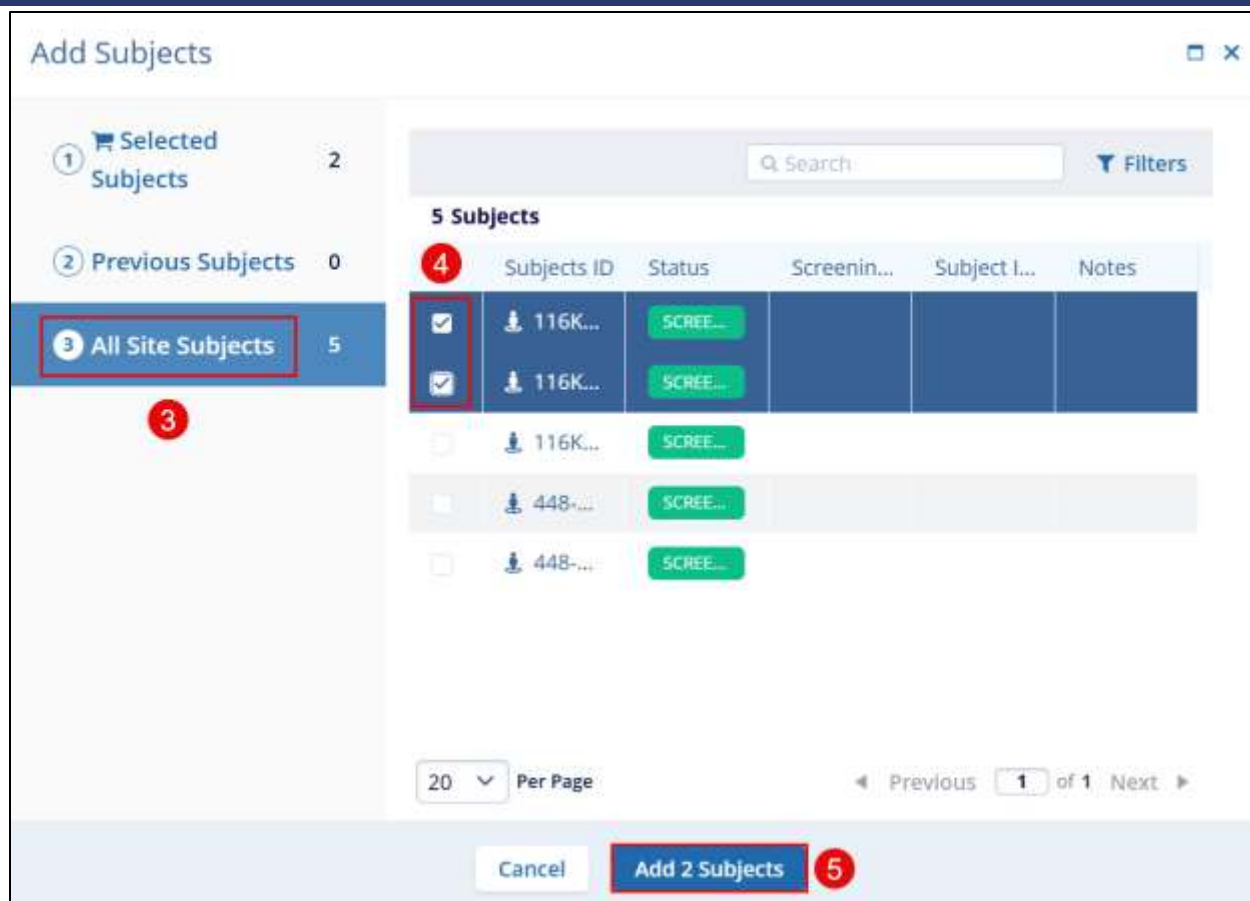 Add Subjects
1 Selected Subjects 2
2 Previous Subjects 0
3 All Site Subjects 5
3
Search Filters
5 Subjects
4 Subjects ID Status Screenin... Subject I... Notes
116K... SCREE...
116K... SCREE...
116K... SCREE...
448-... SCREE...
448-... SCREE...
20 Per Page Previous 1 of 1 Next
Cancel Add 2 Subjects 5